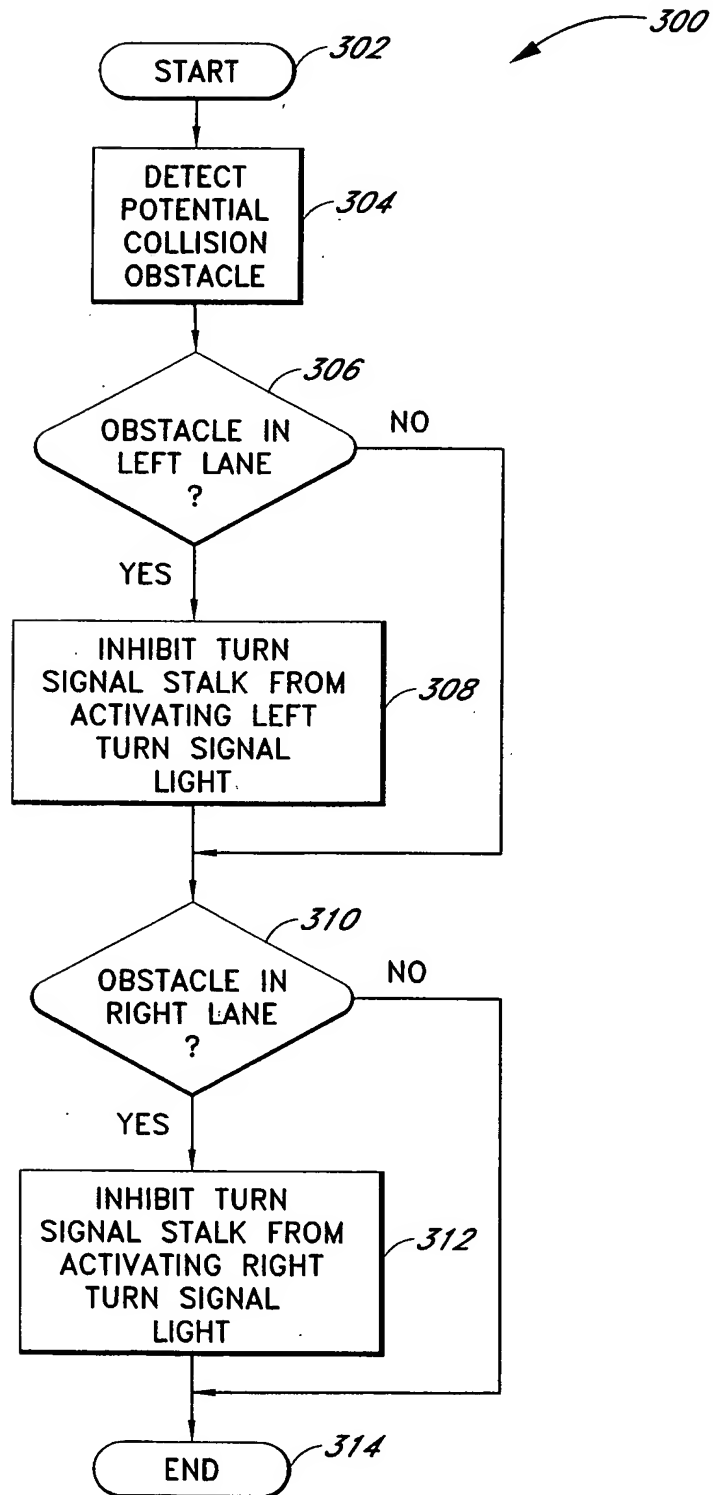 300
START
302
DETECT
POTENTIAL
COLLISION
OBSTACLE
304
306
OBSTACLE IN
LEFT LANE
?
NO
YES
INHIBIT TURN
SIGNAL STALK FROM
ACTIVATING LEFT
TURN SIGNAL
LIGHT
308
310
OBSTACLE IN
RIGHT LANE
?
NO
YES
INHIBIT TURN
SIGNAL STALK FROM
ACTIVATING RIGHT
TURN SIGNAL
LIGHT
312
END
314